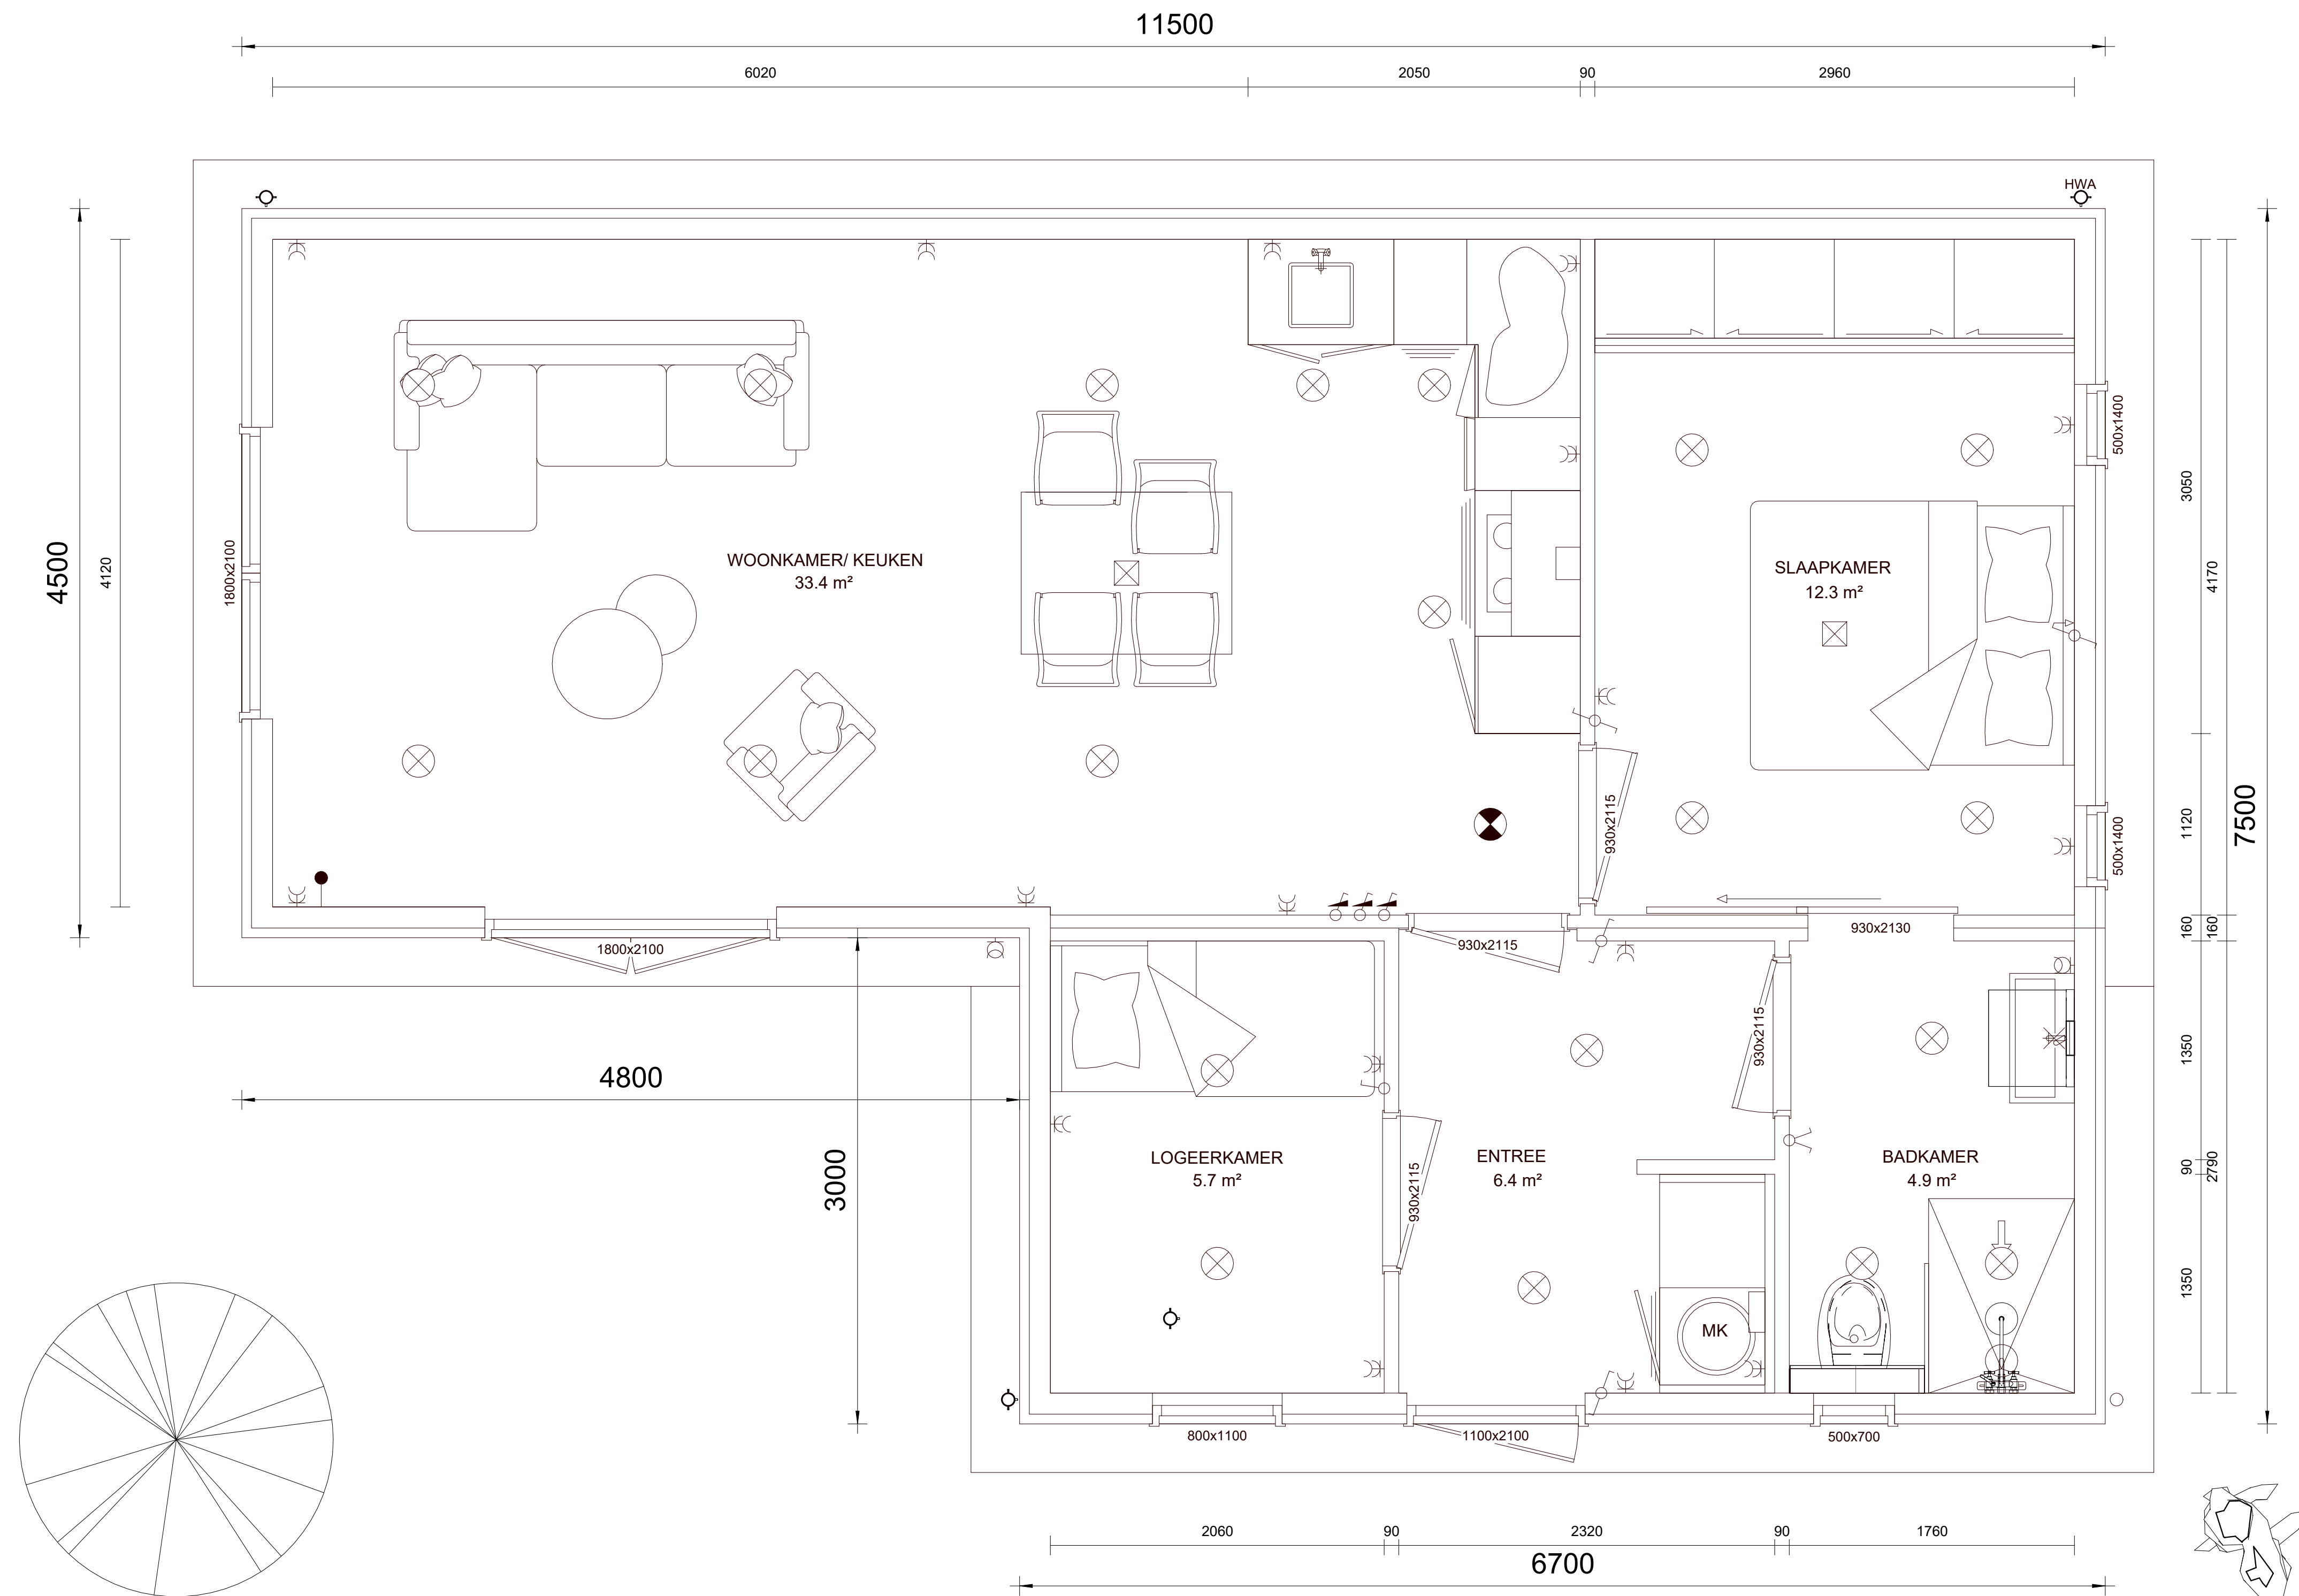 11500
6020
2050
90
2960
HWA
4500
4120
1800x2100
WOONKAMER/ KEUKEN
33.4 m²
SLAAPKAMER
12.3 m²
500x1400
3050
4170
930x2115
500x1400
1120
7500
1800x2100
930x2115
930x2130
160
160
4800
3000
930x2115
1350
LOGEERKAMER
5.7 m²
930x2115
ENTREE
6.4 m²
BADKAMER
4.9 m²
90
2790
1350
MK
800x1100
1100x2100
500x700
2060
90
2320
90
1760
6700